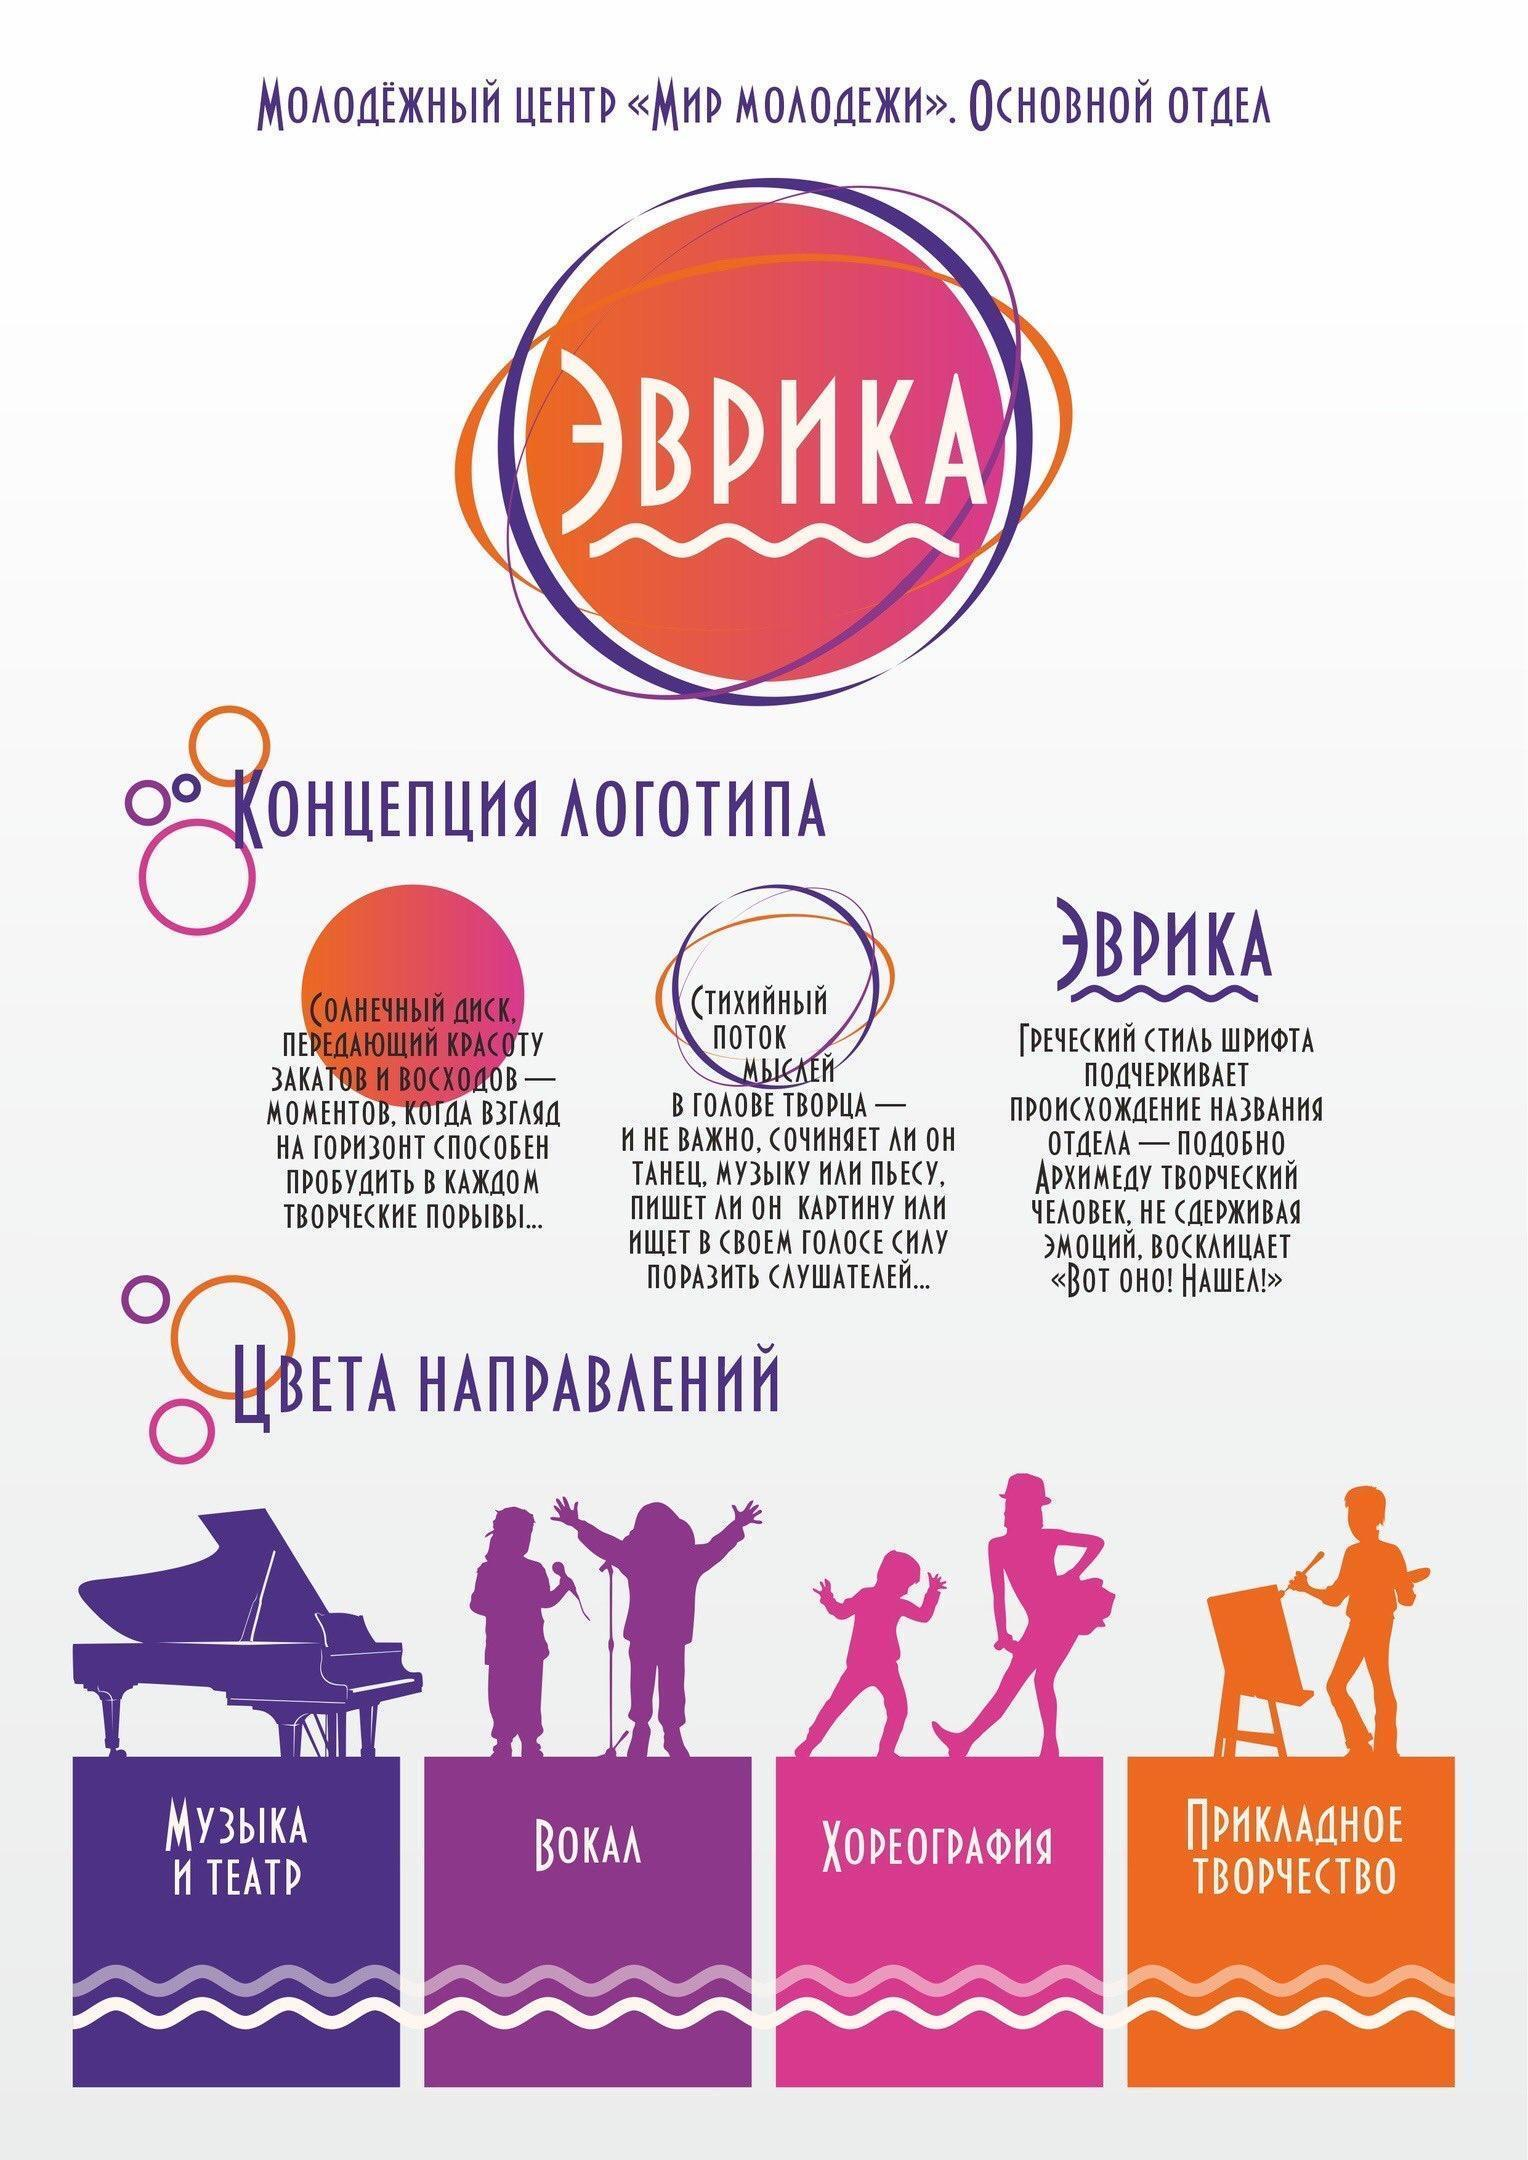 Молодёжный центр «Мир молодежи». Основной отдел
Эврика
Концепция логотипа
Солнечный диск,
передающий красоту
закатов и восходов —
моментов, когда взгляд
на горизонт способен
пробудить в каждом
творческие порывы...
Стихийный
поток
мыслей
в голове творца —
и не важно, сочиняет ли он
танец, музыку или пьесу,
пишет ли он картину или
ищет в своем голосе силу
поразить слушателей...
Эврика
Греческий стиль шрифта
подчеркивает
происхождение названия
отдела — подобно
Архимеду творческий
человек, не сдерживая
эмоций, восклицает
«Вот оно! Нашел!»
Цвета направлений
Музыка
и театр
Вокал
Хореография
Прикладное
творчество